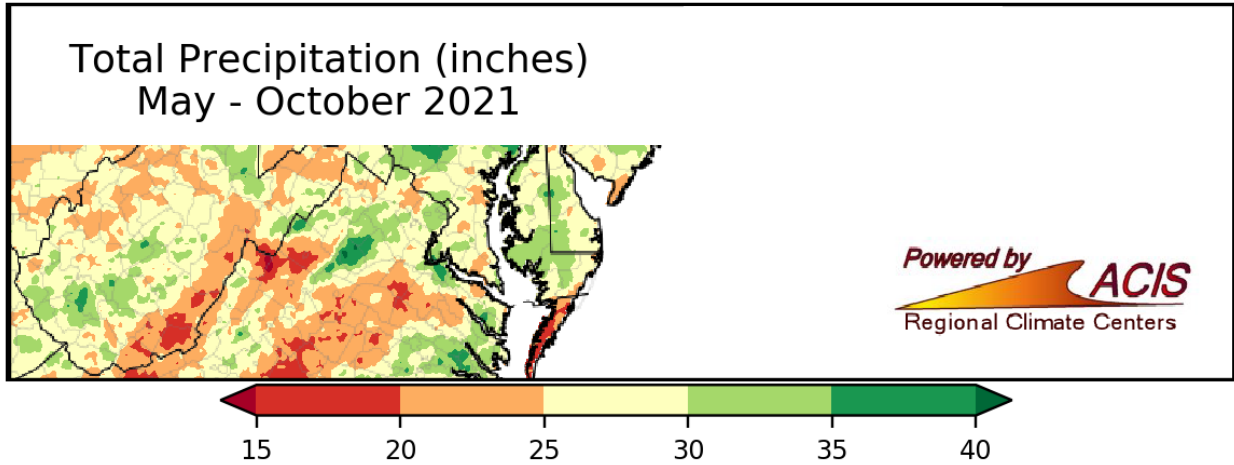 Total Precipitation (inches)
May - October 2021
Powered by ACIS
Regional Climate Centers
15 20 25 30 35 40